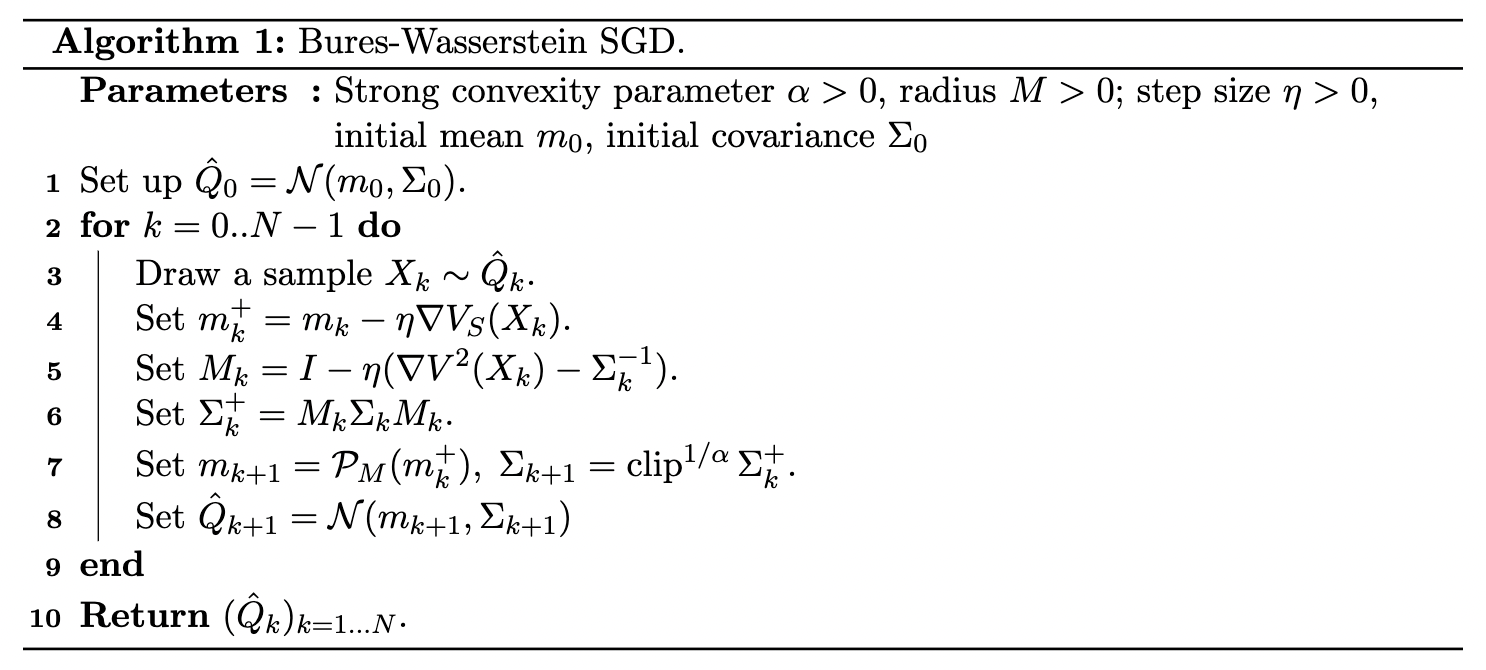 Algorithm 1: Bures-Wasserstein SGD.
Parameters : Strong convexity parameter α > 0, radius M > 0; step size η > 0,
initial mean m₀, initial covariance Σ₀
1 Set up Q̂₀ = 𝒩(m₀, Σ₀).
2 for k = 0..N − 1 do
3 Draw a sample X_k ∼ Q̂_k.
4 Set m_k^+ = m_k − η∇V_S(X_k).
5 Set M_k = I − η(∇V²(X_k) − Σ_k^{−1}).
6 Set Σ_k^+ = M_kΣ_kM_k.
7 Set m_{k+1} = 𝒫_M(m_k^+), Σ_{k+1} = clip^{1/α} Σ_k^+.
8 Set Q̂_{k+1} = 𝒩(m_{k+1}, Σ_{k+1})
9 end
10 Return (Q̂_k)_{k=1...N}.